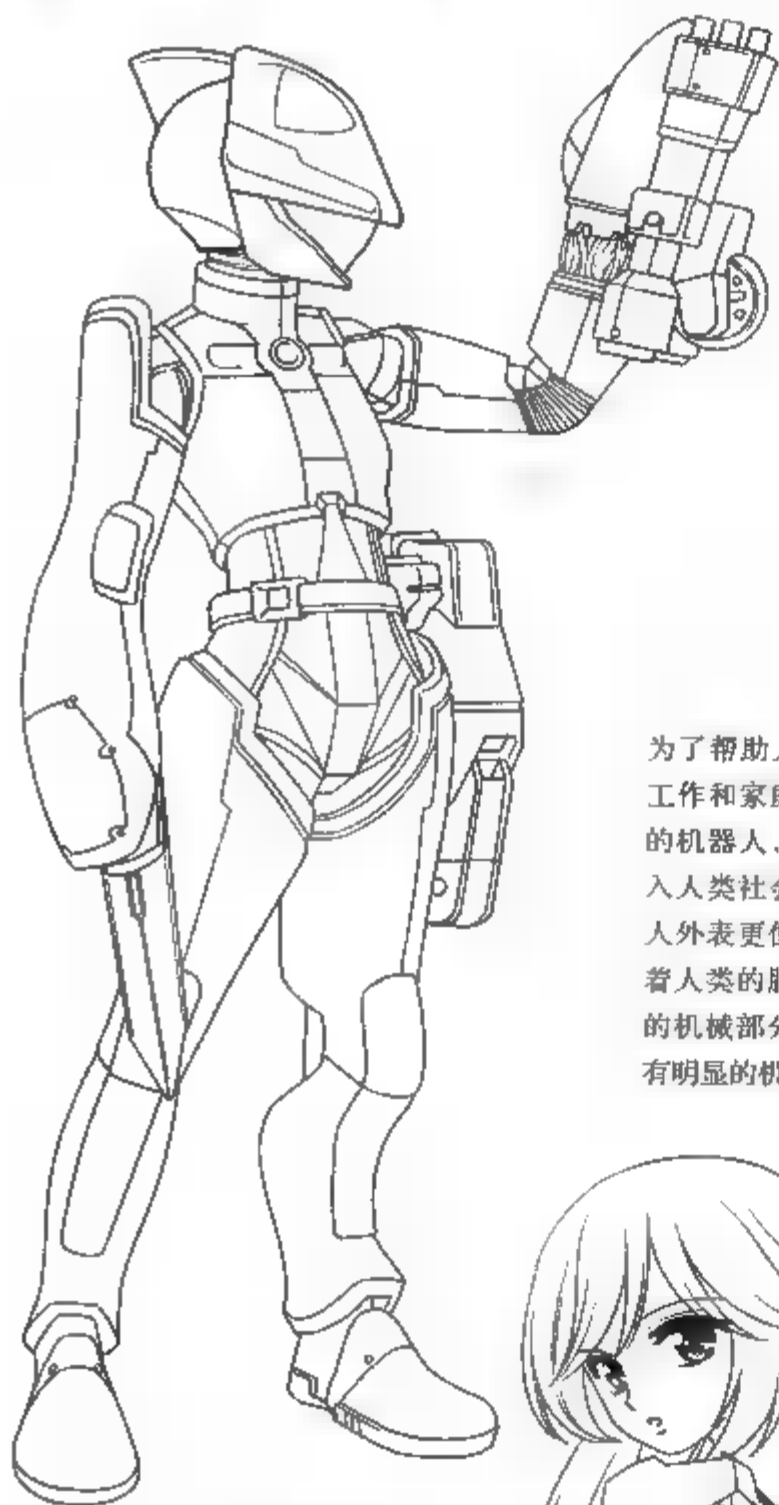 为了帮助
工作和家
的机器人、
入人类社
人外表更
着人类的
的机械部
有明显的